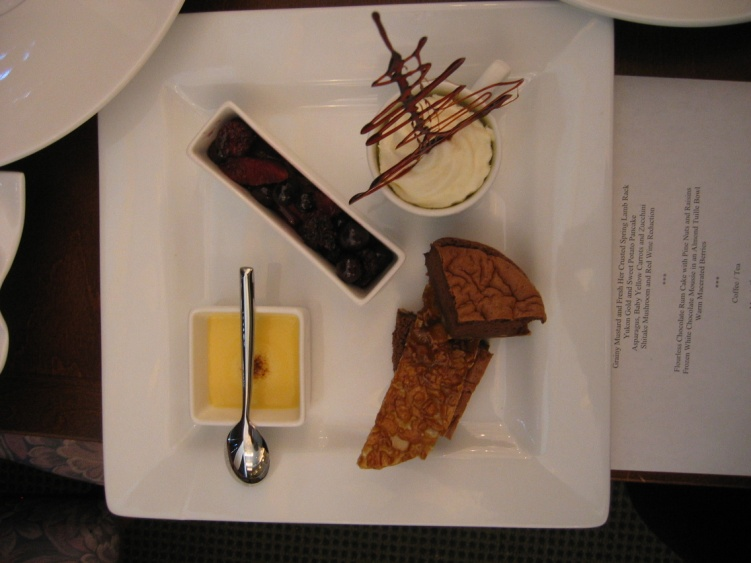 Grainy Mustard and Fresh Her Crusted Spring Lamb Rack
Yukon Gold and Sweet Potato Pancake
Asparagus, Baby Yellow Carrots and Zucchini
Shitake Mushroom and Red Wine Reduction
***
Flourless Chocolate Rum Cake with Pine Nuts and Raisins
Frozen White Chocolate Mousse in an Almond Tuille Bowl
Warm Macerated Berries
***
Coffee / Tea